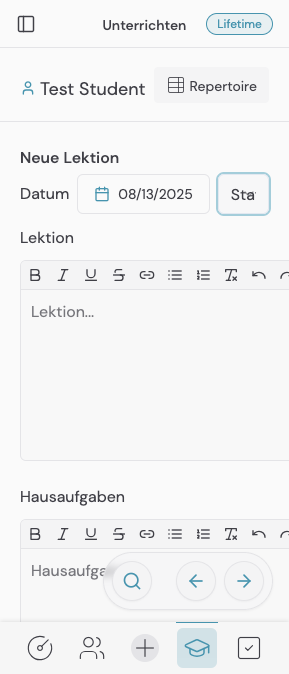 Unterrichten
Lifetime
Test Student
Repertoire
Neue Lektion
Datum
08/13/2025
Sta
Lektion
B I U S
Lektion...
Hausaufgaben
B I U S
Hausaufga